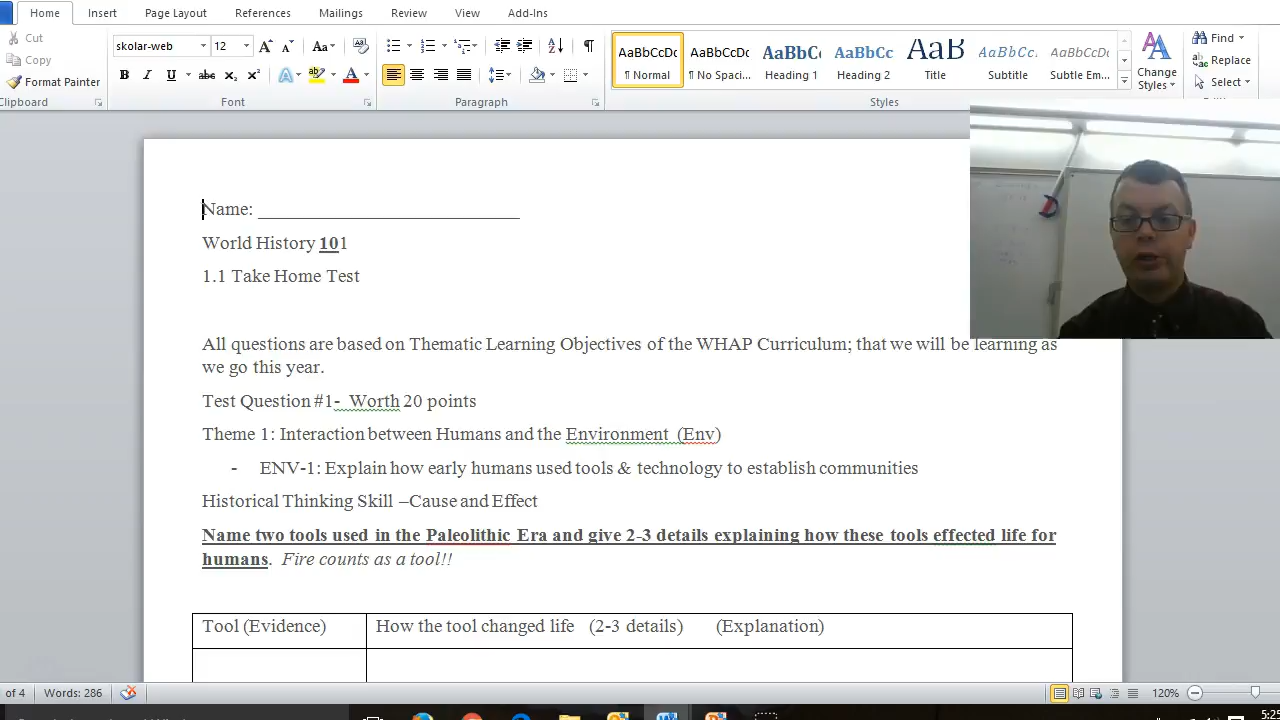 Home Insert Page Layout References Mailings Review View Add-Ins
Cut
Copy
Format Painter
Clipboard
skolar-web 12
Font
Paragraph
AaBbCcDc AaBbCcDc AaBbCc AaBbCc AaB AaBbCc. AaBbCcDc
¶ Normal ¶ No Spaci... Heading 1 Heading 2 Title Subtitle Subtle Em...
Styles
Change Styles
Find
Replace
Select
Name: ____________________________
World History 101
1.1 Take Home Test
All questions are based on Thematic Learning Objectives of the WHAP Curriculum; that we will be learning as
we go this year.
Test Question #1- Worth 20 points
Theme 1: Interaction between Humans and the Environment (Env)
- ENV-1: Explain how early humans used tools & technology to establish communities
Historical Thinking Skill –Cause and Effect
Name two tools used in the Paleolithic Era and give 2-3 details explaining how these tools effected life for
humans. Fire counts as a tool!!
Tool (Evidence) How the tool changed life (2-3 details) (Explanation)
of 4 Words: 286 120%
5:25